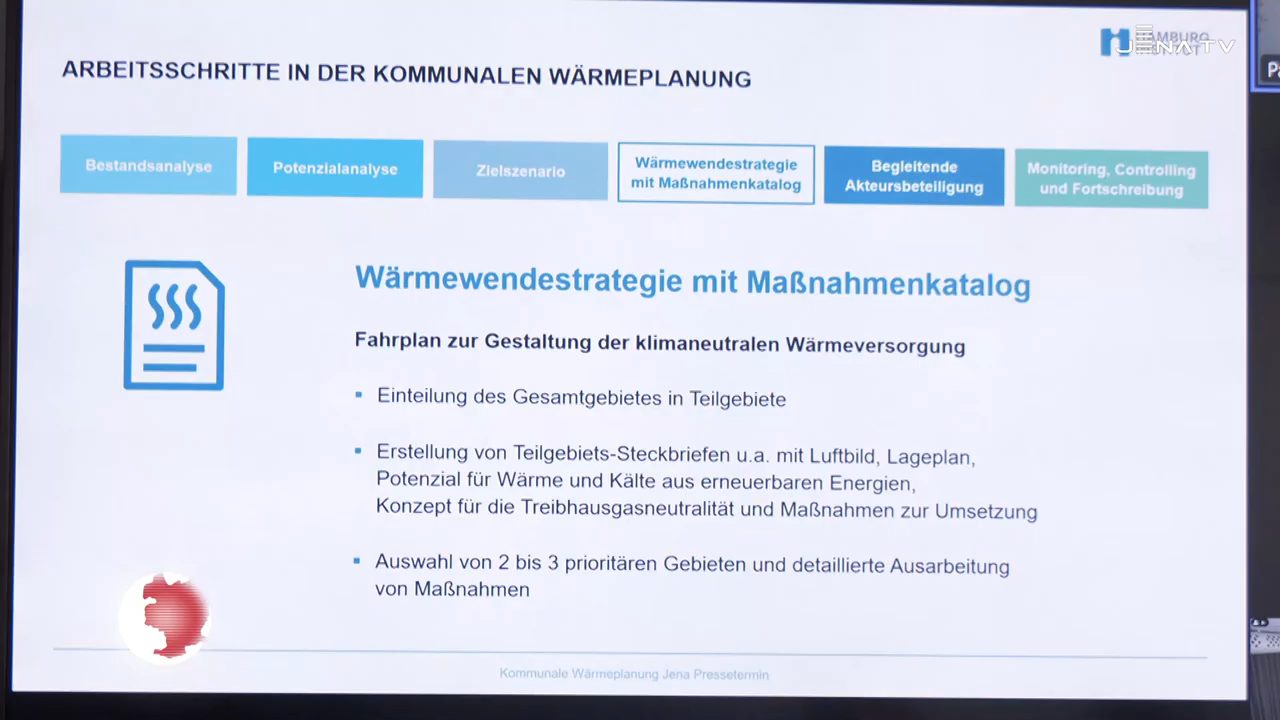 HAMBURG
JENA TV
ARBEITSSCHRITTE IN DER KOMMUNALEN WÄRMEPLANUNG
Bestandsanalyse
Potenzialanalyse
Zielszenario
Wärmewendestrategie
mit Maßnahmenkatalog
Begleitende
Akteursbeteiligung
Monitoring, Controlling
und Fortschreibung
Wärmewendestrategie mit Maßnahmenkatalog
Fahrplan zur Gestaltung der klimaneutralen Wärmeversorgung
▪ Einteilung des Gesamtgebietes in Teilgebiete
▪ Erstellung von Teilgebiets-Steckbriefen u.a. mit Luftbild, Lageplan,
Potenzial für Wärme und Kälte aus erneuerbaren Energien,
Konzept für die Treibhausgasneutralität und Maßnahmen zur Umsetzung
▪ Auswahl von 2 bis 3 prioritären Gebieten und detaillierte Ausarbeitung
von Maßnahmen
Kommunale Wärmeplanung Jena Pressetermin